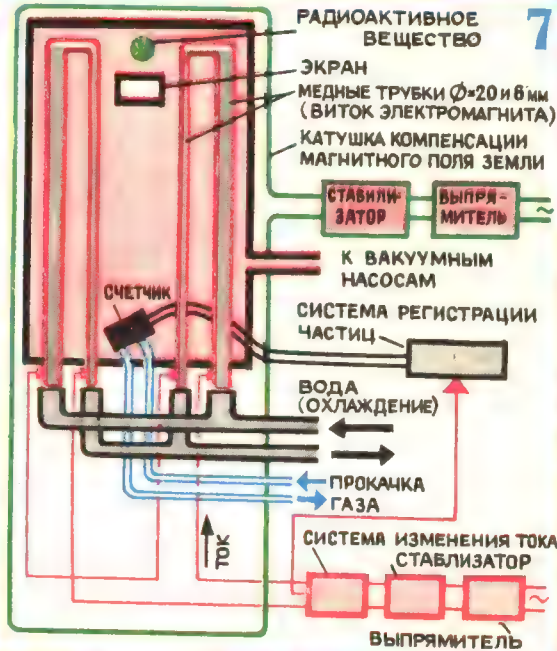 РАДИОАКТИВНОЕ
ВЕЩЕСТВО
7
ЭКРАН
МЕДНЫЕ ТРУБКИ Ø=20 и 6 мм
(ВИТОК ЭЛЕКТРОМАГНИТА)
КАТУШКА КОМПЕНСАЦИИ
МАГНИТНОГО ПОЛЯ ЗЕМЛИ
СТАБИЛИ-
ЗАТОР
ВЫПРЯ-
МИТЕЛЬ
~
К ВАКУУМНЫМ
НАСОСАМ
СЧЕТЧИК
СИСТЕМА РЕГИСТРАЦИИ
ЧАСТИЦ
ВОДА
(ОХЛАЖДЕНИЕ)
ПРОКАЧКА
ГАЗА
ТОК
СИСТЕМА ИЗМЕНЕНИЯ ТОКА
СТАБЛИЗАТОР
~
ВЫПРЯМИТЕЛЬ